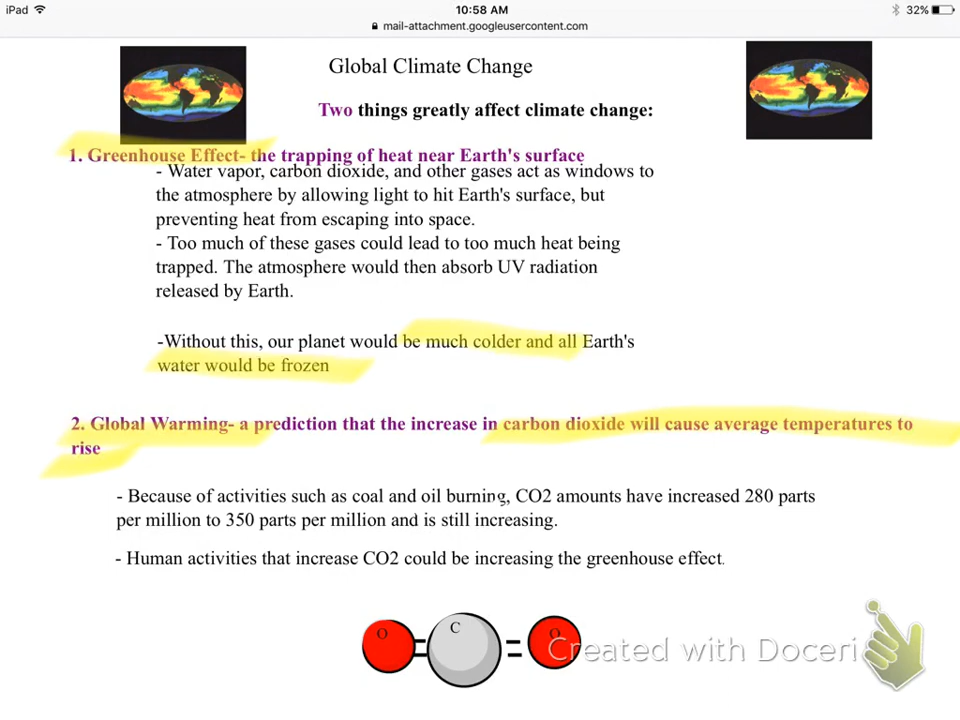 iPad 10:58 AM 32%
mail-attachment.googleusercontent.com
Global Climate Change
Two things greatly affect climate change:
1. Greenhouse Effect- the trapping of heat near Earth's surface
- Water vapor, carbon dioxide, and other gases act as windows to
the atmosphere by allowing light to hit Earth's surface, but
preventing heat from escaping into space.
- Too much of these gases could lead to too much heat being
trapped. The atmosphere would then absorb UV radiation
released by Earth.
-Without this, our planet would be much colder and all Earth's
water would be frozen
2. Global Warming- a prediction that the increase in carbon dioxide will cause average temperatures to
rise
- Because of activities such as coal and oil burning, CO2 amounts have increased 280 parts
per million to 350 parts per million and is still increasing.
- Human activities that increase CO2 could be increasing the greenhouse effect.
O C O
Created with Doceri